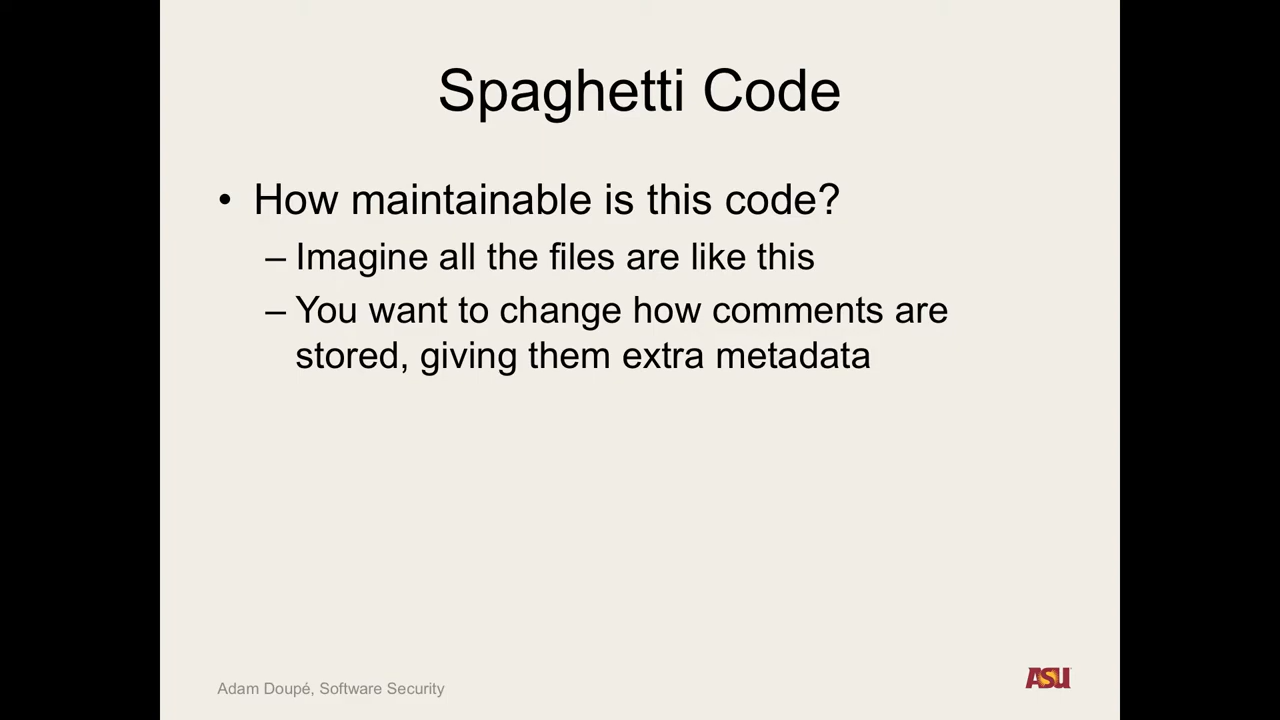 Spaghetti Code
• How maintainable is this code?
– Imagine all the files are like this
– You want to change how comments are
stored, giving them extra metadata
Adam Doupé, Software Security
ASU